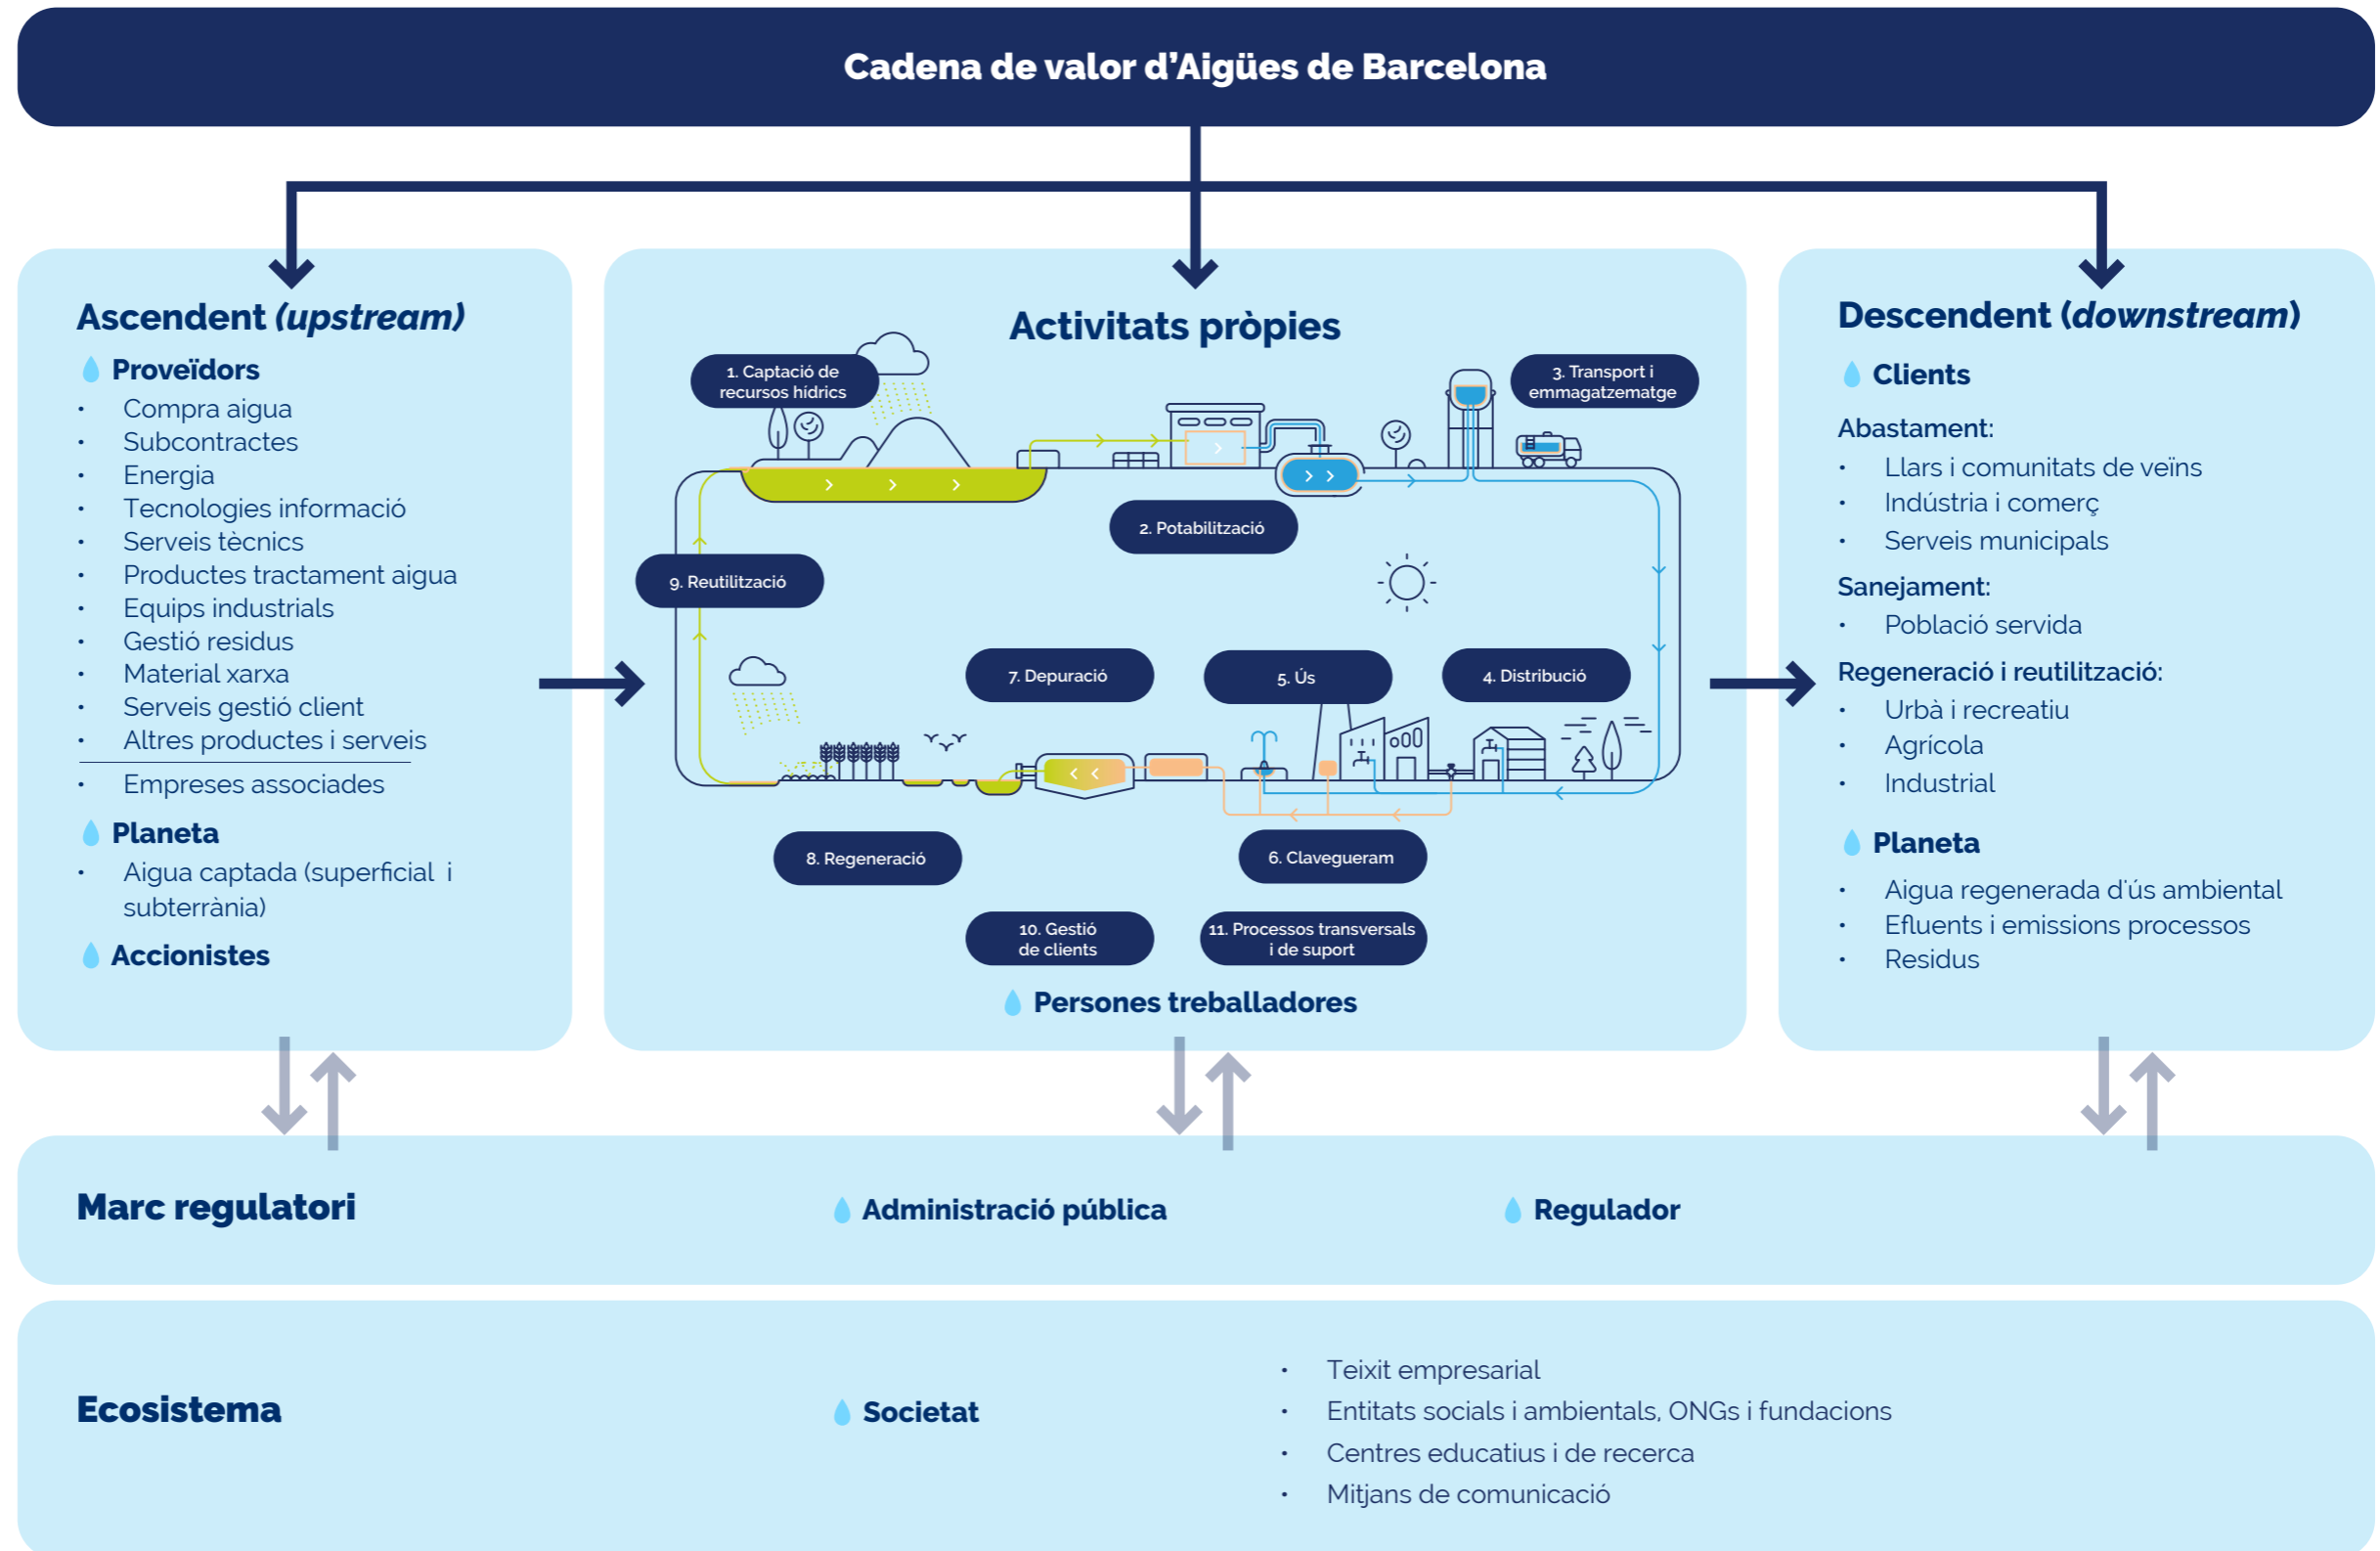 Cadena de valor d'Aigües de Barcelona
Ascendent (upstream)
Proveïdors
• Compra aigua
• Subcontractes
• Energia
• Tecnologies informació
• Serveis tècnics
• Productes tractament aigua
• Equips industrials
• Gestió residus
• Material xarxa
• Serveis gestió client
• Altres productes i serveis
• Empreses associades
Planeta
• Aigua captada (superficial i
subterrània)
Accionistes
Activitats pròpies
1. Captació de
recursos hídrics
2. Potabilització
3. Transport i
emmagatzematge
4. Distribució
5. Ús
6. Clavegueram
7. Depuració
8. Regeneració
9. Reutilització
10. Gestió
de clients
11. Processos transversals
i de suport
Persones treballadores
Descendent (downstream)
Clients
Abastament:
• Llars i comunitats de veïns
• Indústria i comerç
• Serveis municipals
Sanejament:
• Població servida
Regeneració i reutilització:
• Urbà i recreatiu
• Agrícola
• Industrial
Planeta
• Aigua regenerada d'ús ambiental
• Efluents i emissions processos
• Residus
Marc regulatori
Administració pública
Regulador
Ecosistema
Societat
• Teixit empresarial
• Entitats socials i ambientals, ONGs i fundacions
• Centres educatius i de recerca
• Mitjans de comunicació